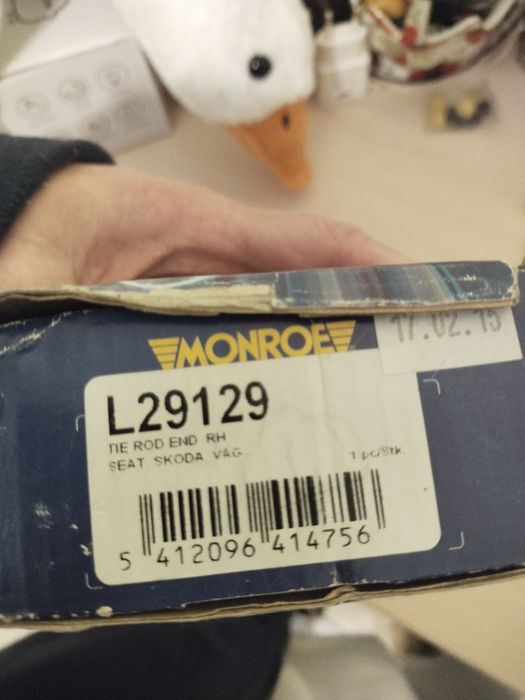 MONROE
17.02.15
L29129
TIE ROD END RH
SEAT. SKODA VAG.. 1 pc/Stk.
5 412096 414756